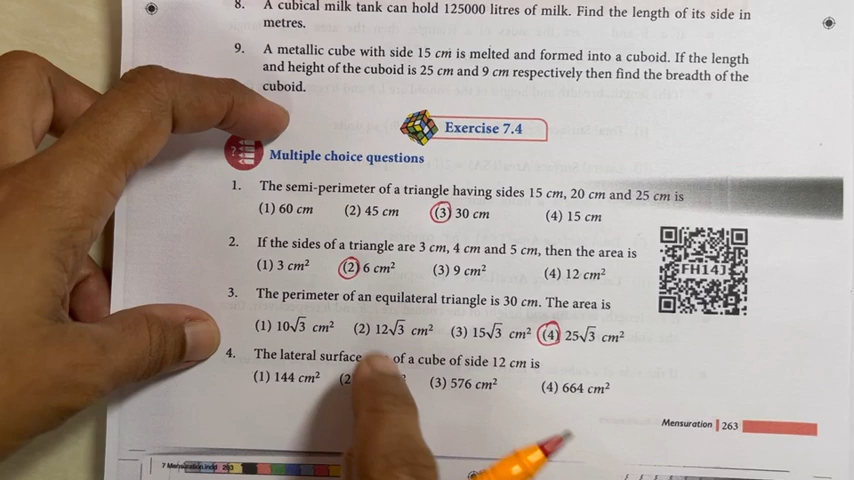 8. A cubical milk tank can hold 125000 litres of milk. Find the length of its side in
metres.
9. A metallic cube with side 15 cm is melted and formed into a cuboid. If the length
and height of the cuboid is 25 cm and 9 cm respectively then find the breadth of the
cuboid.
Exercise 7.4
Multiple choice questions
1. The semi-perimeter of a triangle having sides 15 cm, 20 cm and 25 cm is
(1) 60 cm (2) 45 cm (3) 30 cm (4) 15 cm
2. If the sides of a triangle are 3 cm, 4 cm and 5 cm, then the area is
(1) 3 cm² (2) 6 cm² (3) 9 cm² (4) 12 cm²
FH14J
3. The perimeter of an equilateral triangle is 30 cm. The area is
(1) 10√3 cm² (2) 12√3 cm² (3) 15√3 cm² (4) 25√3 cm²
4. The lateral surface of a cube of side 12 cm is
(1) 144 cm² (2 (3) 576 cm² (4) 664 cm²
Mensuration 263
7 Mensuration.indd 263